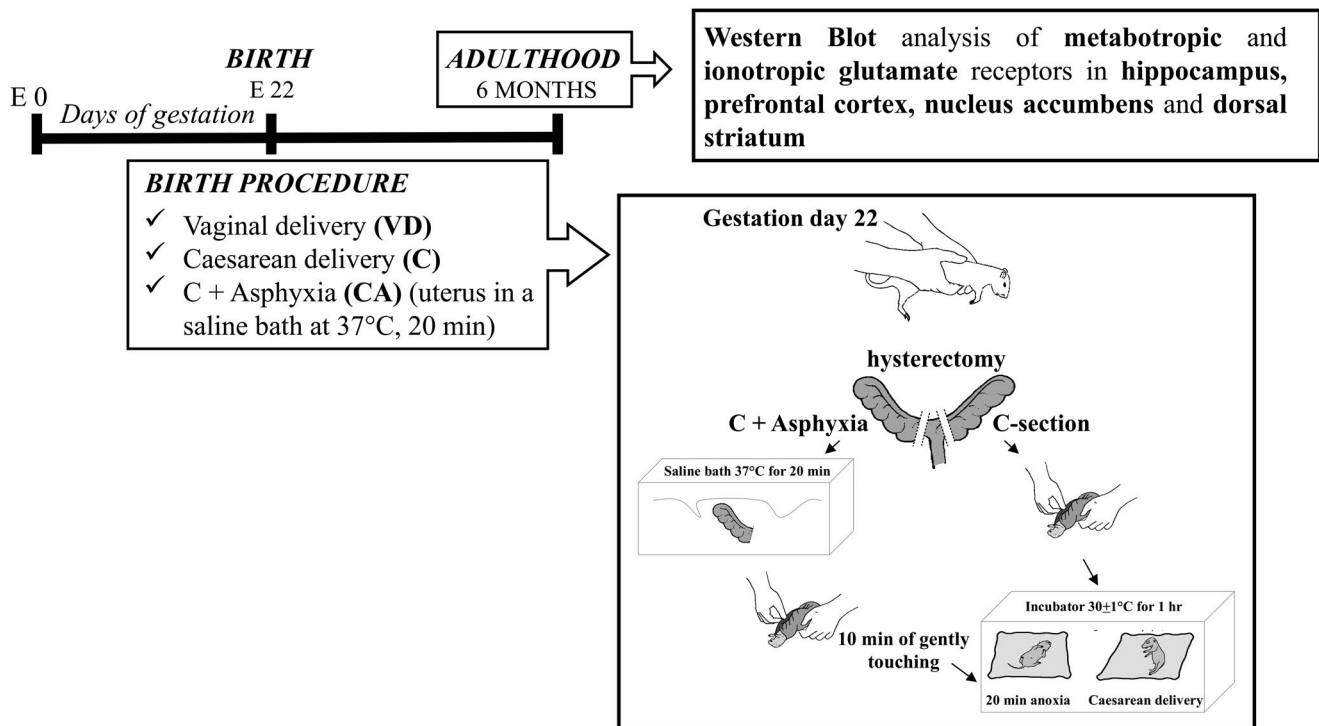 E 0
Days of gestation
BIRTH
E 22
ADULTHOOD
6 MONTHS
Western Blot analysis of metabotropic and
ionotropic glutamate receptors in hippocampus,
prefrontal cortex, nucleus accumbens and dorsal
striatum
BIRTH PROCEDURE
✓ Vaginal delivery (VD)
✓ Caesarean delivery (C)
✓ C + Asphyxia (CA) (uterus in a
saline bath at 37°C, 20 min)
Gestation day 22
hysterectomy
C + Asphyxia
C-section
Saline bath 37°C for 20 min
10 min of gently
touching
Incubator 30±1°C for 1 hr
20 min anoxia
Caesarean delivery